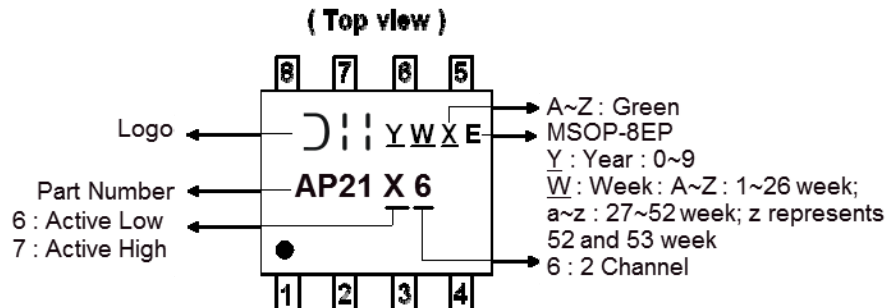 ( Top view )
8 7 6 5
Logo
Y W X E
A~Z : Green
MSOP-8EP
Y : Year : 0~9
W : Week : A~Z : 1~26 week;
a~z : 27~52 week; z represents
52 and 53 week
Part Number
AP21 X 6
6 : Active Low
7 : Active High
6 : 2 Channel
1 2 3 4